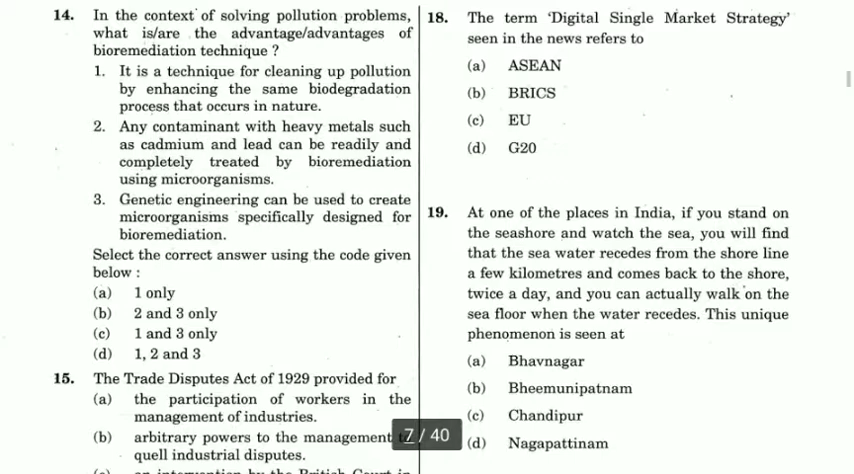 14. In the context of solving pollution problems,
what is/are the advantage/advantages of
bioremediation technique ?
1. It is a technique for cleaning up pollution
by enhancing the same biodegradation
process that occurs in nature.
2. Any contaminant with heavy metals such
as cadmium and lead can be readily and
completely treated by bioremediation
using microorganisms.
3. Genetic engineering can be used to create
microorganisms specifically designed for
bioremediation.
Select the correct answer using the code given
below :
(a) 1 only
(b) 2 and 3 only
(c) 1 and 3 only
(d) 1, 2 and 3
15. The Trade Disputes Act of 1929 provided for
(a) the participation of workers in the
management of industries.
(b) arbitrary powers to the management
quell industrial disputes.
(c) an intervention by the British Court in
18. The term ‘Digital Single Market Strategy’
seen in the news refers to
(a) ASEAN
(b) BRICS
(c) EU
(d) G20
19. At one of the places in India, if you stand on
the seashore and watch the sea, you will find
that the sea water recedes from the shore line
a few kilometres and comes back to the shore,
twice a day, and you can actually walk on the
sea floor when the water recedes. This unique
phenomenon is seen at
(a) Bhavnagar
(b) Bheemunipatnam
(c) Chandipur
(d) Nagapattinam
7 / 40